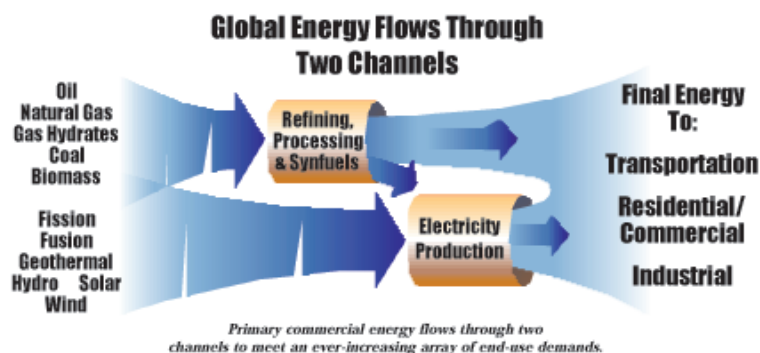 Global Energy Flows Through
Two Channels
Oil
Natural Gas
Gas Hydrates
Coal
Biomass
Fission
Fusion
Geothermal
Hydro Solar
Wind
Refining,
Processing
& Synfuels
Electricity
Production
Final Energy
To:
Transportation
Residential/
Commercial
Industrial
Primary commercial energy flows through two
channels to meet an ever-increasing array of end-use demands.